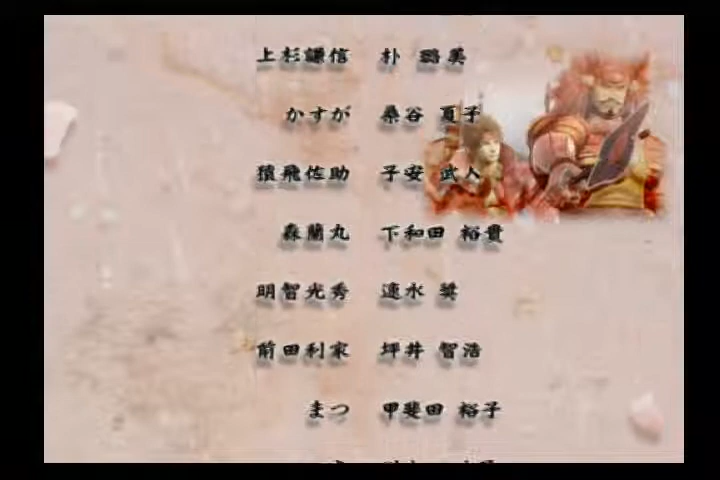 上杉謙信 朴 璐美
かすが 桑谷 夏子
猿飛佐助 子安 武人
森蘭丸 下和田 裕貴
明智光秀 速水 奨
前田利家 坪井 智浩
まつ 甲斐田 裕子